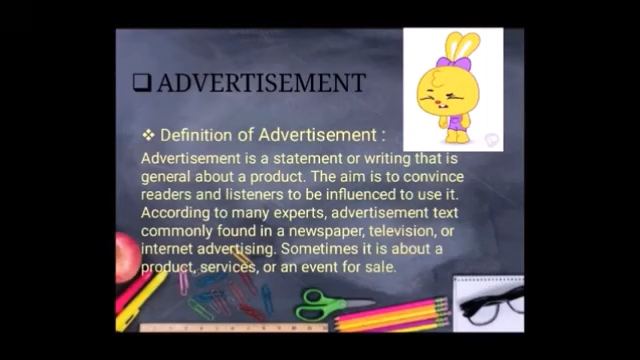 ❑ ADVERTISEMENT
❖ Definition of Advertisement :
Advertisement is a statement or writing that is
general about a product. The aim is to convince
readers and listeners to be influenced to use it.
According to many experts, advertisement text
commonly found in a newspaper, television, or
internet advertising. Sometimes it is about a
product, services, or an event for sale.